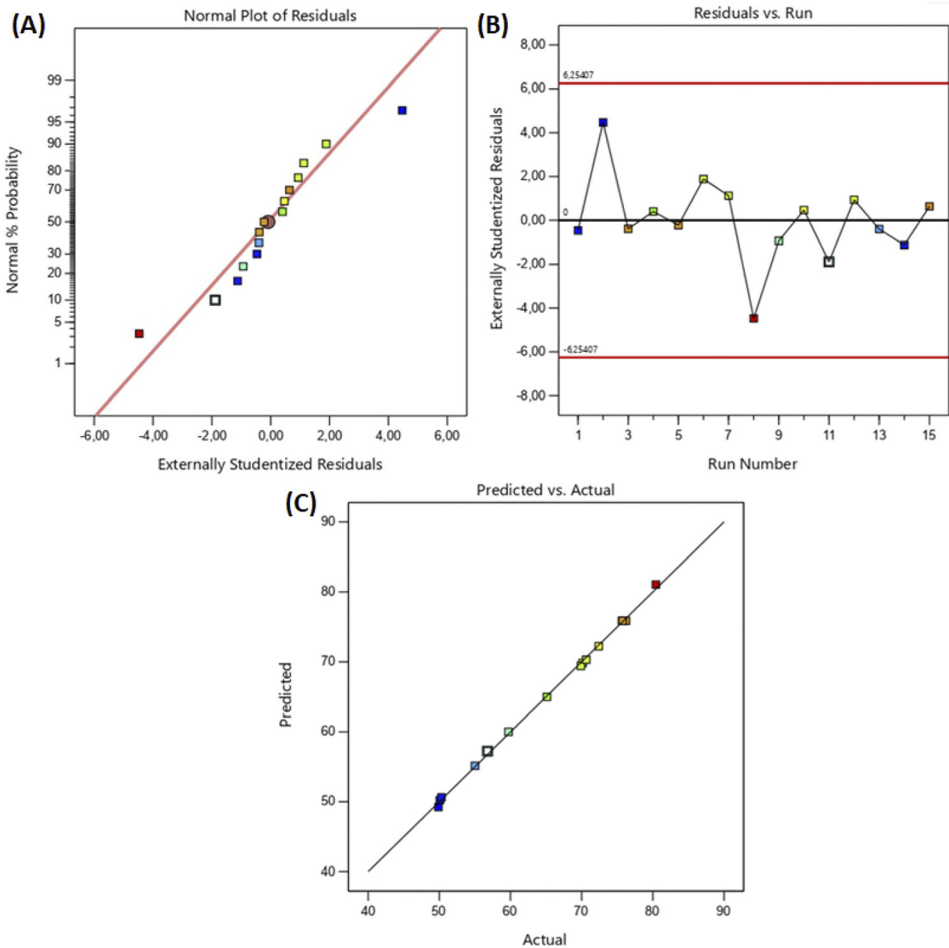 (A)
Normal Plot of Residuals
Normal % Probability
99
95
90
80
70
50
30
20
10
5
1
-6,00 -4,00 -2,00 0,00 2,00 4,00 6,00
Externally Studentized Residuals
(B)
Residuals vs. Run
Externally Studentized Residuals
8,00
6,25407
6,00
4,00
2,00
0
0,00
-2,00
-4,00
-6,00
-6,25407
-8,00
1 3 5 7 9 11 13 15
Run Number
(C)
Predicted vs. Actual
Predicted
90
80
70
60
50
40
40 50 60 70 80 90
Actual